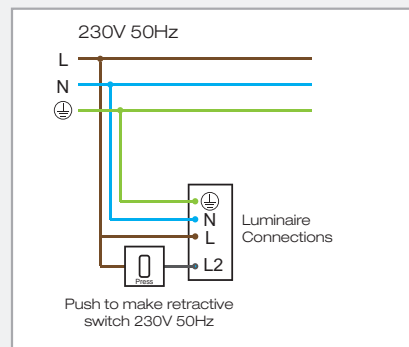 230V 50Hz
L
N
N
L
L2
Luminaire
Connections
Press
Push to make retractive
switch 230V 50Hz